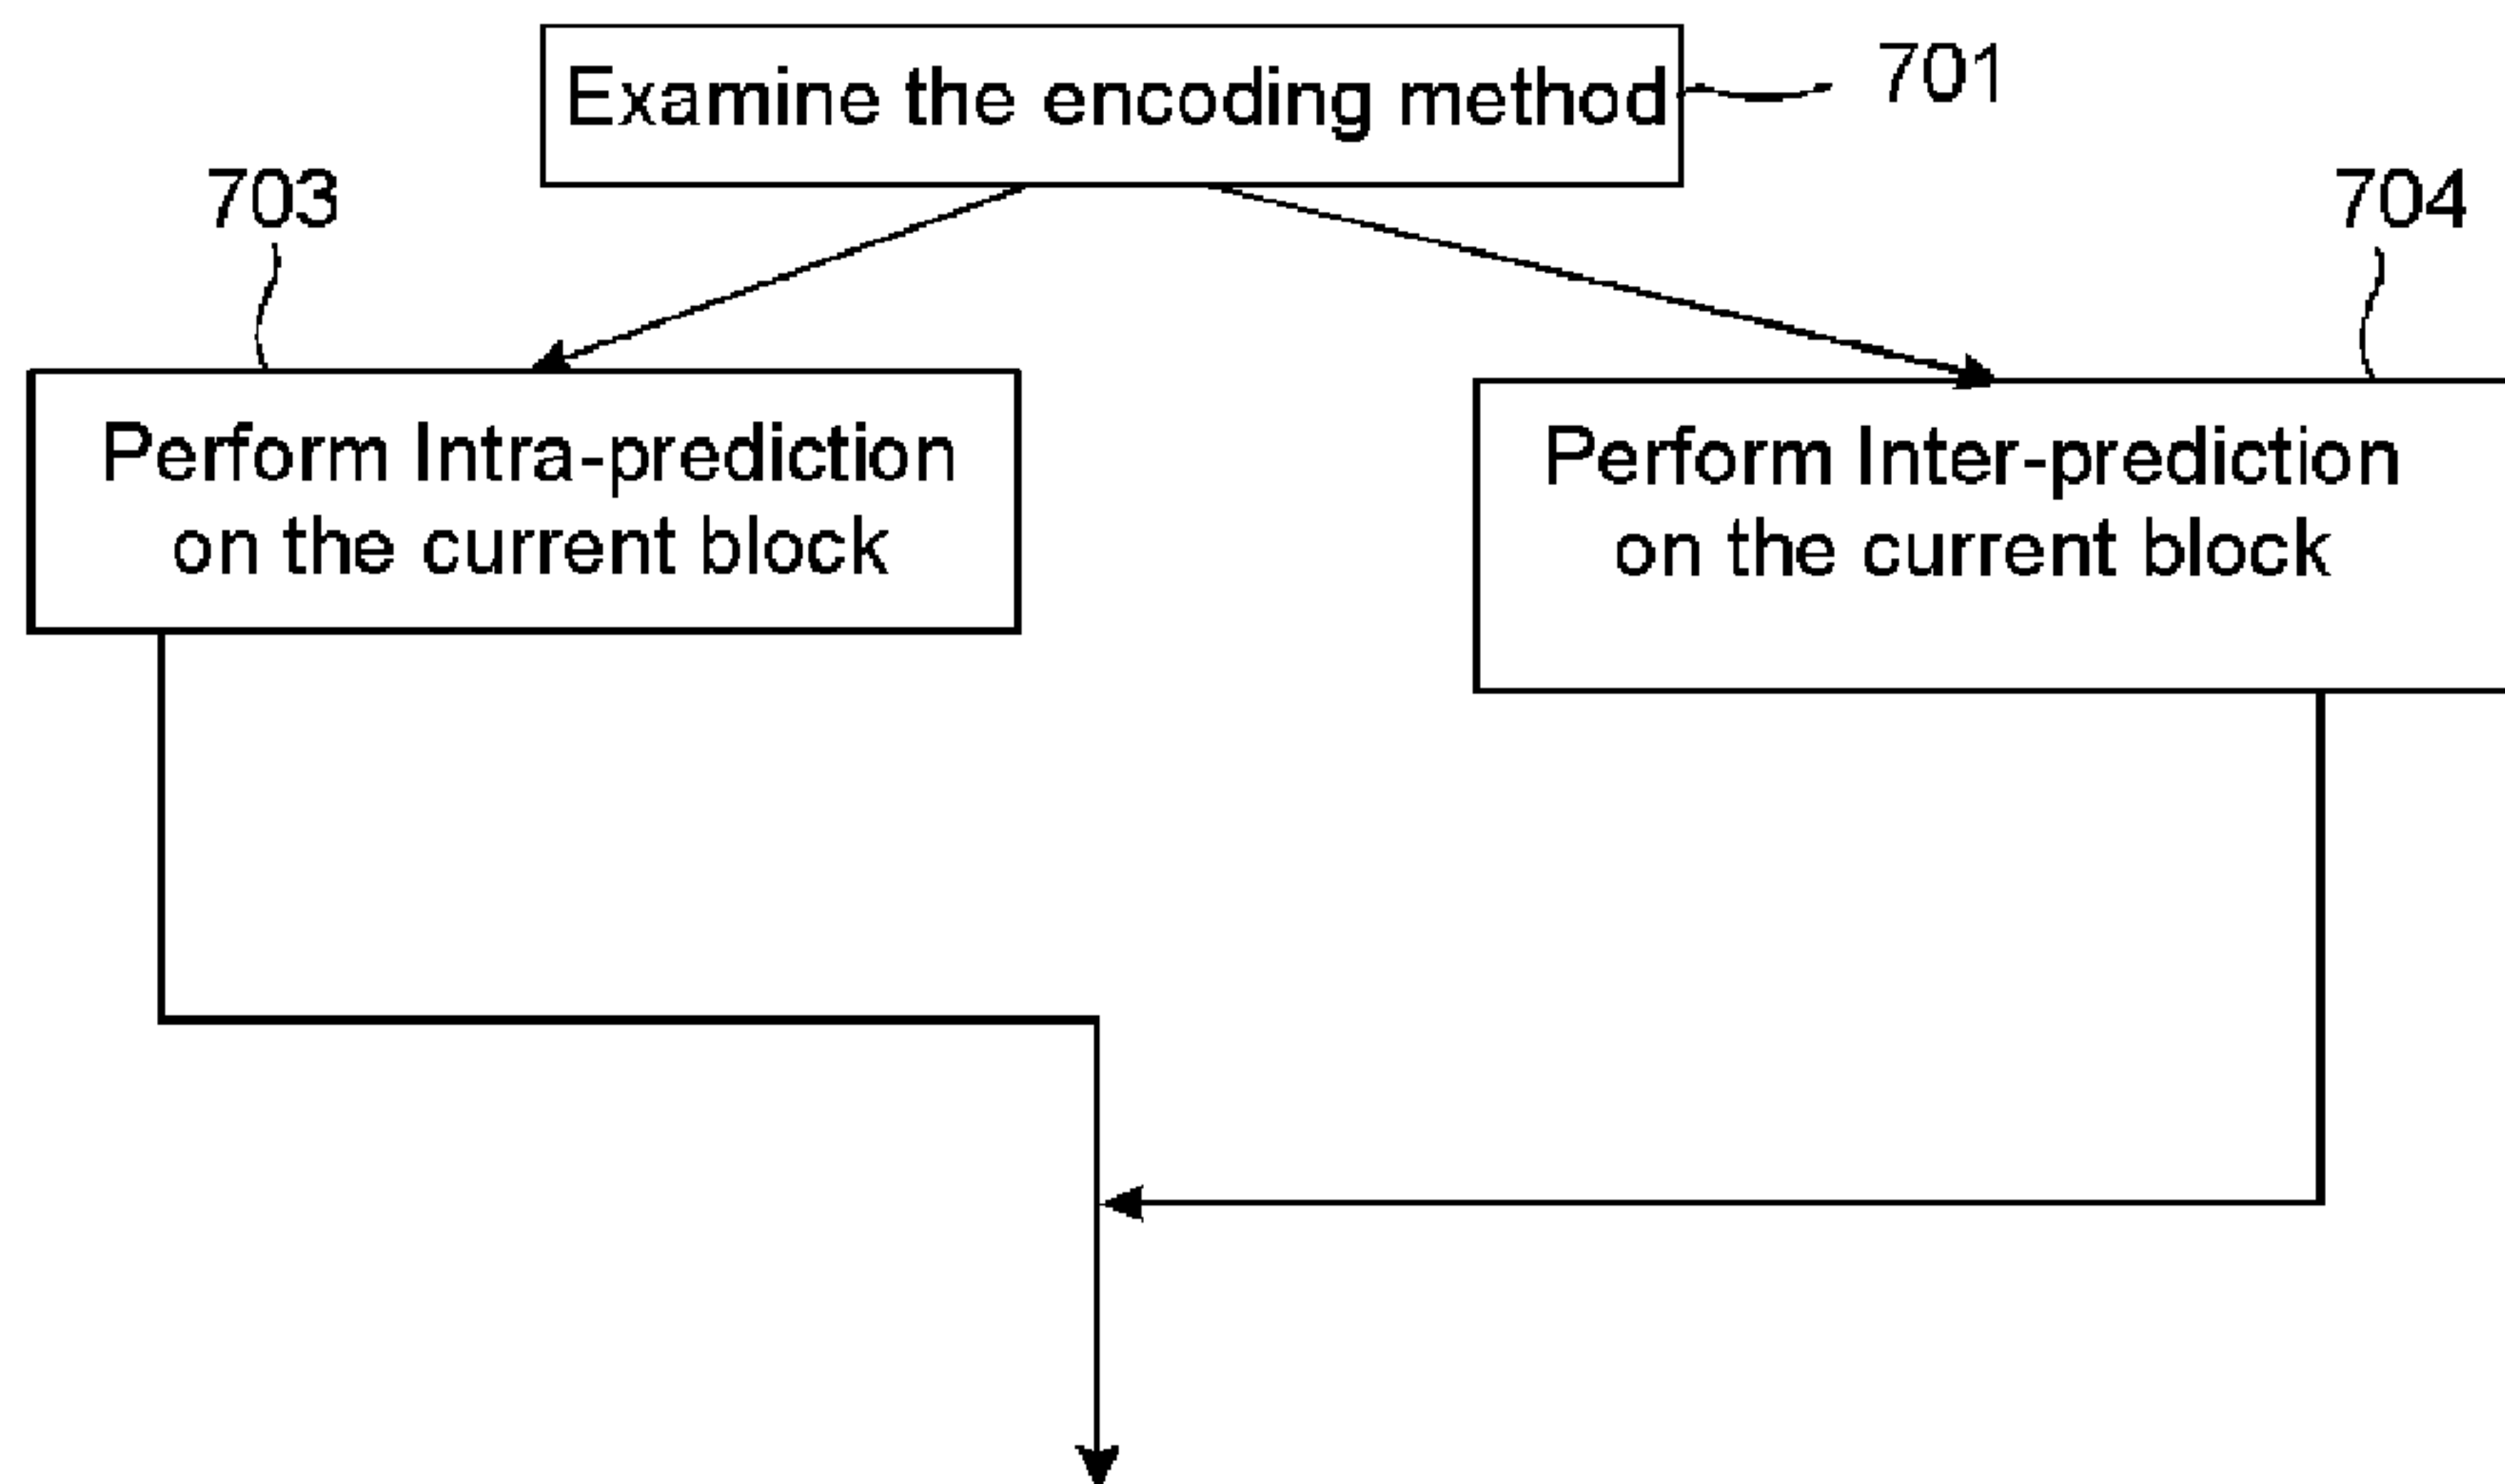 Examine the encoding method
701
703
704
Perform Intra-prediction
on the current block
Perform Inter-prediction
on the current block